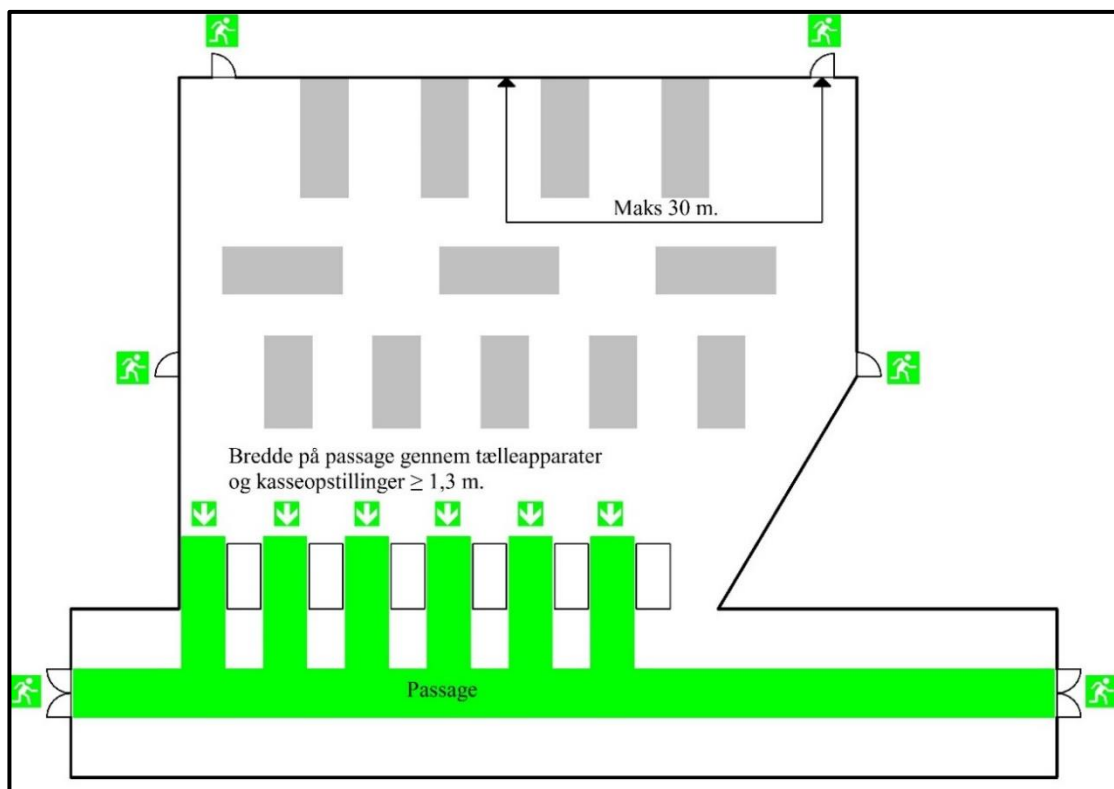 Maks 30 m.
Bredde på passage gennem tælleapparater
og kasseopstillinger ≥ 1,3 m.
Passage